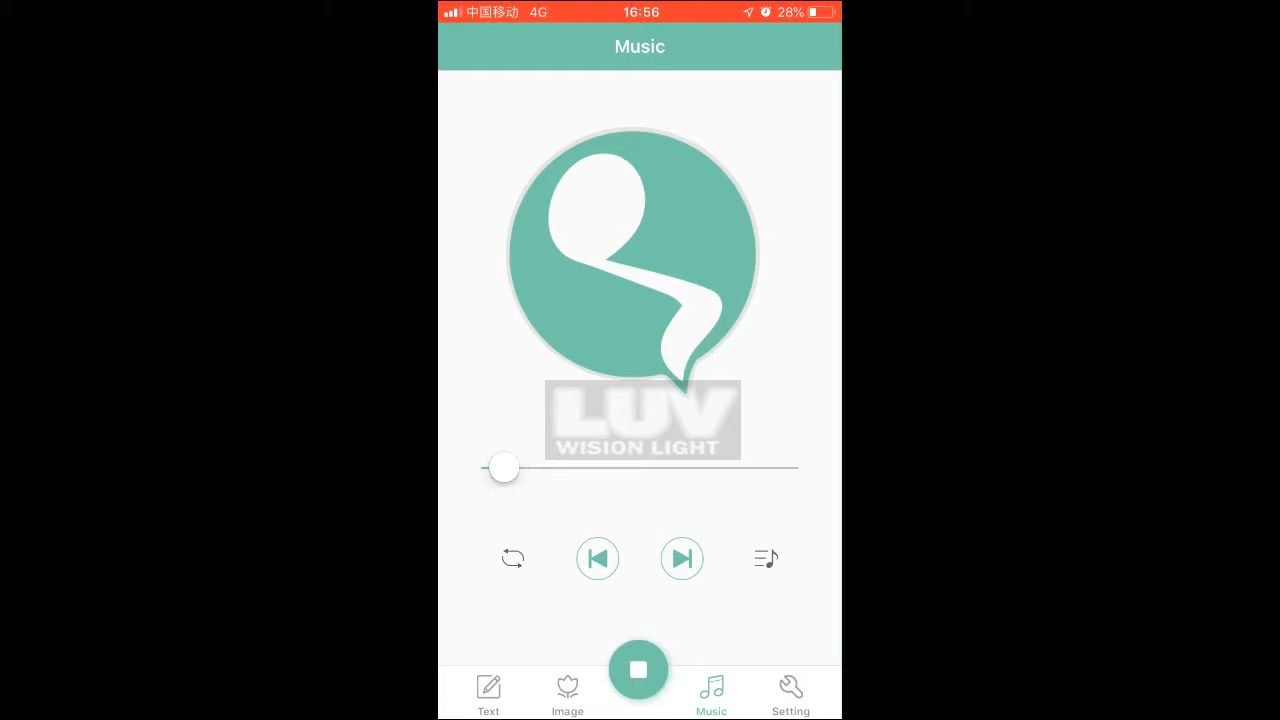 中国移动 4G 16:56 28%
Music
LUV
WISION LIGHT
Text Image Music Setting